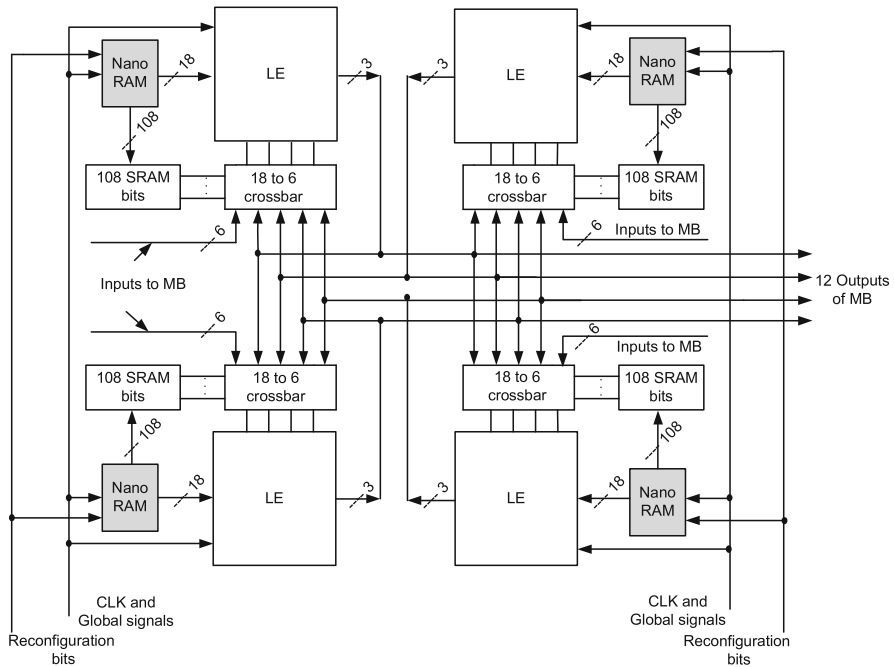 Nano
RAM
18
LE
3
3
LE
18
Nano
RAM
108
108
108 SRAM
bits
18 to 6
crossbar
18 to 6
crossbar
108 SRAM
bits
6
6
Inputs to MB
Inputs to MB
12 Outputs
of MB
6
6
Inputs to MB
108 SRAM
bits
18 to 6
crossbar
18 to 6
crossbar
108 SRAM
bits
108
108
Nano
RAM
18
LE
3
3
LE
18
Nano
RAM
CLK and
Global signals
CLK and
Global signals
Reconfiguration
bits
Reconfiguration
bits